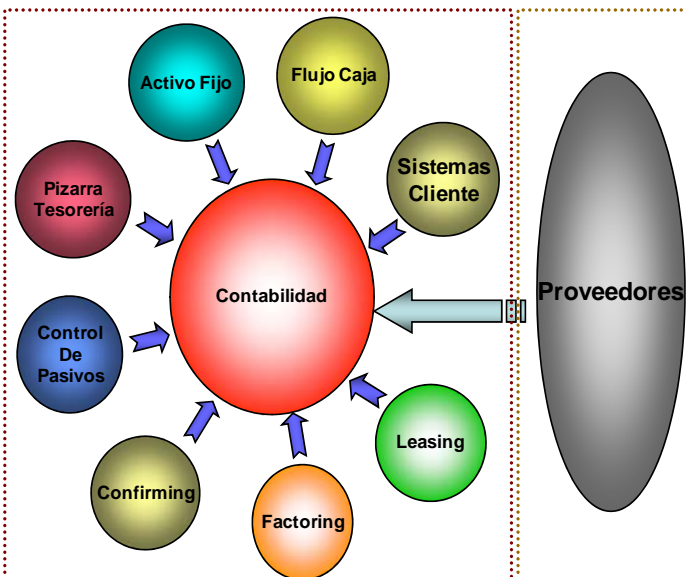 Activo Fijo
Flujo Caja
Sistemas
Cliente
Pizarra
Tesorería
Contabilidad
Proveedores
Control
De
Pasivos
Leasing
Confirming
Factoring